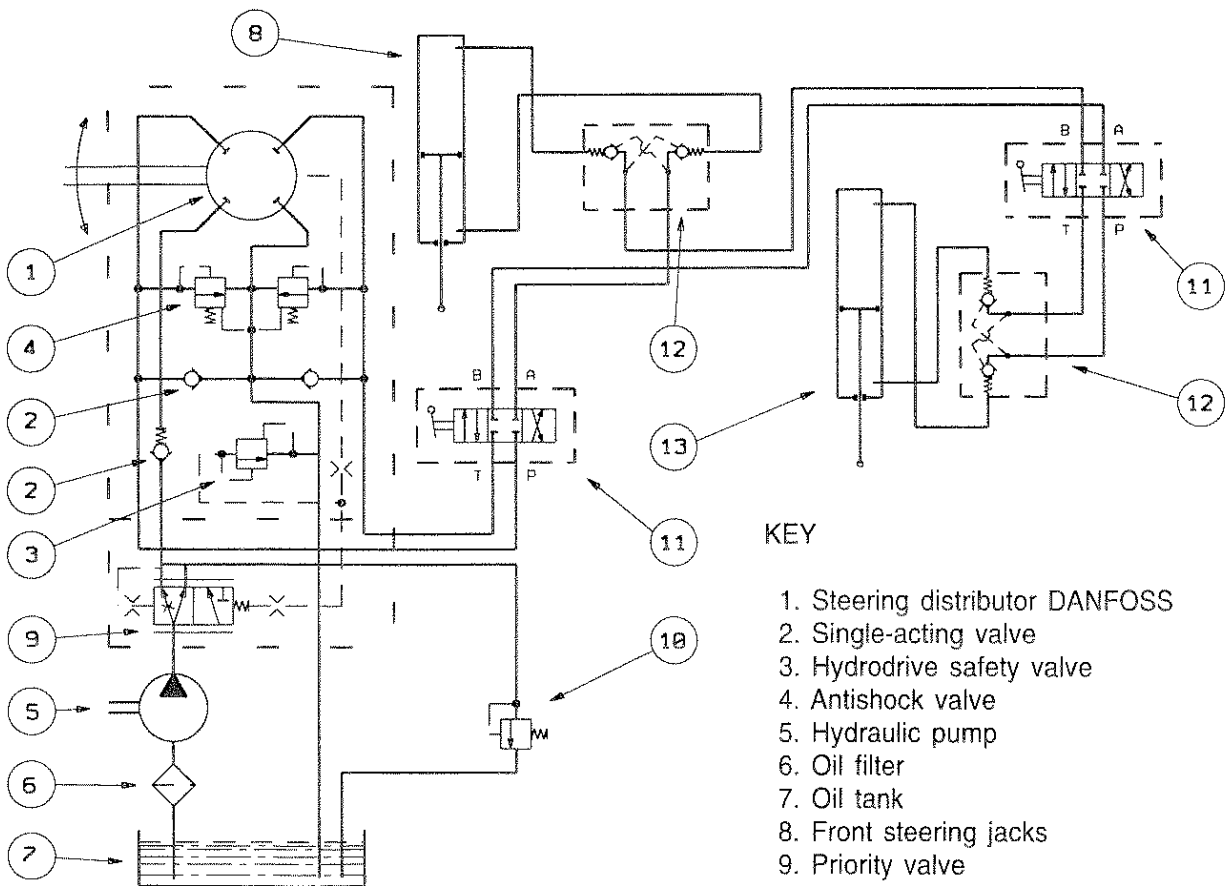 8
B A
T P
1
11
4
12
12
B A
2
13
T P
2
3
11
KEY
1. Steering distributor DANFOSS
2. Single-acting valve
3. Hydrodrive safety valve
4. Antishock valve
5. Hydraulic pump
6. Oil filter
7. Oil tank
8. Front steering jacks
9. Priority valve
9
10
5
6
7